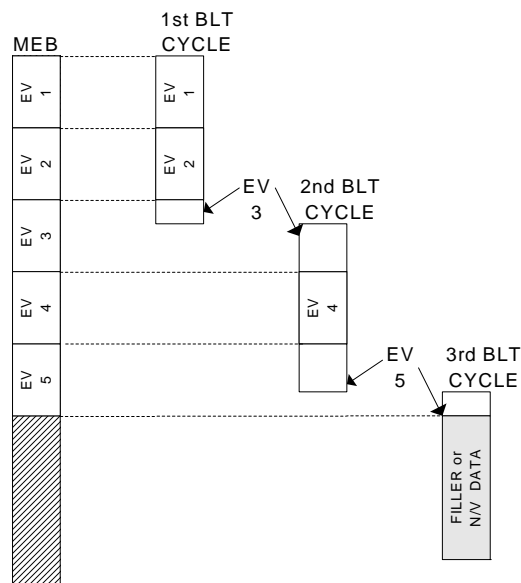 1st BLT
CYCLE
MEB
EV
1
EV
2
EV
3
EV
4
EV
5
EV
1
EV
2
EV
3
2nd BLT
CYCLE
EV
4
EV
5
3rd BLT
CYCLE
FILLER or
N/V DATA